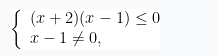 (x + 2)(x − 1) ≤ 0
x − 1 ≠ 0,